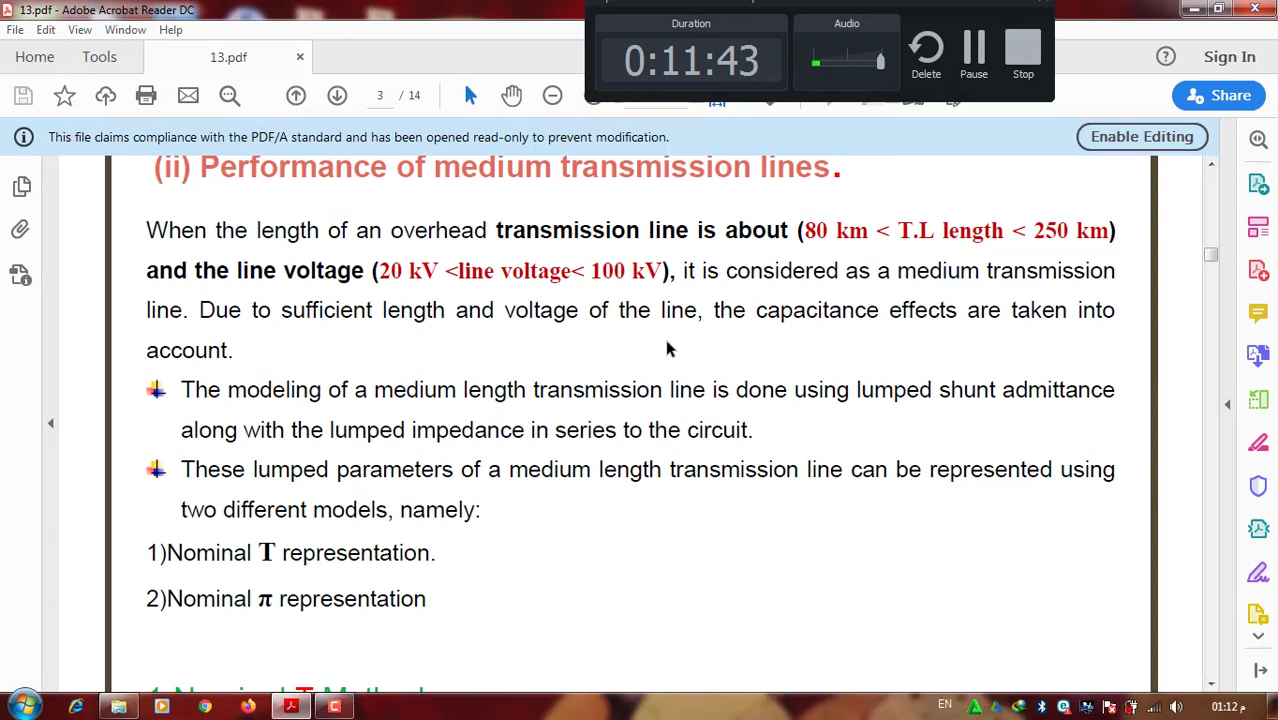 13.pdf - Adobe Acrobat Reader DC
File Edit View Window Help
Home Tools 13.pdf × Sign In
Duration
0:11:43
Audio
Delete Pause Stop
3 / 14
Share
This file claims compliance with the PDF/A standard and has been opened read-only to prevent modification.
Enable Editing
(ii) Performance of medium transmission lines.
When the length of an overhead transmission line is about (80 km < T.L length < 250 km)
and the line voltage (20 kV <line voltage< 100 kV), it is considered as a medium transmission
line. Due to sufficient length and voltage of the line, the capacitance effects are taken into
account.
The modeling of a medium length transmission line is done using lumped shunt admittance
along with the lumped impedance in series to the circuit.
These lumped parameters of a medium length transmission line can be represented using
two different models, namely:
1)Nominal T representation.
2)Nominal π representation
EN
01:12 م